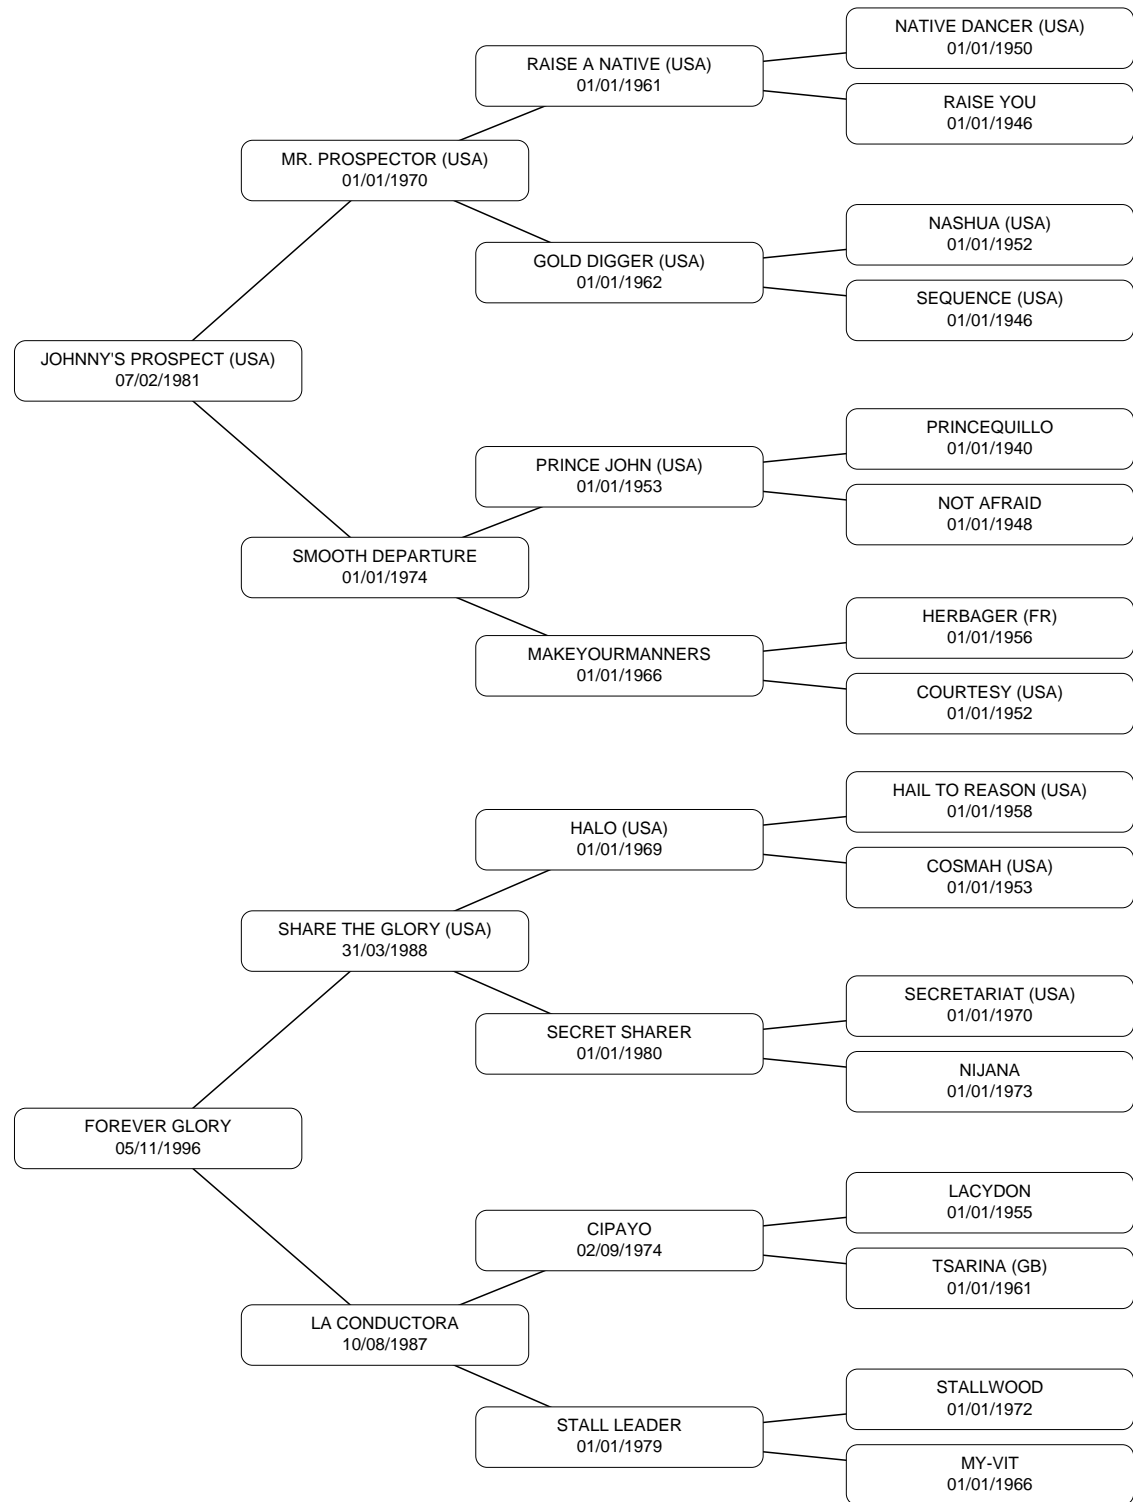 NATIVE DANCER (USA)
01/01/1950
RAISE A NATIVE (USA)
01/01/1961
RAISE YOU
01/01/1946
MR. PROSPECTOR (USA)
01/01/1970
NASHUA (USA)
01/01/1952
GOLD DIGGER (USA)
01/01/1962
SEQUENCE (USA)
01/01/1946
JOHNNY'S PROSPECT (USA)
07/02/1981
PRINCEQUILLO
01/01/1940
PRINCE JOHN (USA)
01/01/1953
NOT AFRAID
01/01/1948
SMOOTH DEPARTURE
01/01/1974
HERBAGER (FR)
01/01/1956
MAKEYOURMANNERS
01/01/1966
COURTESY (USA)
01/01/1952
HAIL TO REASON (USA)
01/01/1958
HALO (USA)
01/01/1969
COSMAH (USA)
01/01/1953
SHARE THE GLORY (USA)
31/03/1988
SECRETARIAT (USA)
01/01/1970
SECRET SHARER
01/01/1980
NIJANA
01/01/1973
FOREVER GLORY
05/11/1996
LACYDON
01/01/1955
CIPAYO
02/09/1974
TSARINA (GB)
01/01/1961
LA CONDUCTORA
10/08/1987
STALLWOOD
01/01/1972
STALL LEADER
01/01/1979
MY-VIT
01/01/1966